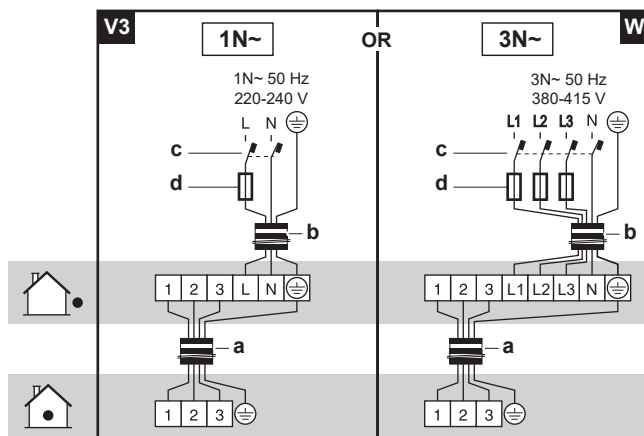 V3 1N~ OR 3N~ W
1N~ 50 Hz
220-240 V
L N
c
d
b
1 2 3 L N
a
1 2 3
3N~ 50 Hz
380-415 V
L1 L2 L3 N
c
d
b
1 2 3 L1 L2 L3 N
a
1 2 3